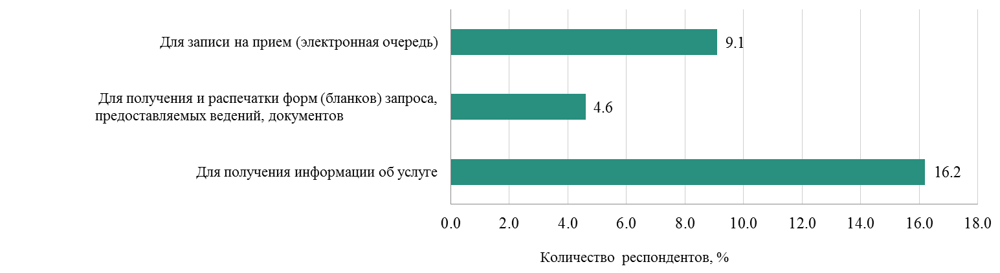 Для записи на прием (электронная очередь)
9.1
Для получения и распечатки форм (бланков) запроса,
предоставляемых ведений, документов
4.6
Для получения информации об услуге
16.2
0.0 2.0 4.0 6.0 8.0 10.0 12.0 14.0 16.0 18.0
Количество респондентов, %